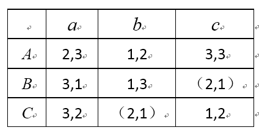 a b c
A 2,3 1,2 3,3
B 3,1 1,3 （2,1）
C 3,2 （2,1） 1,2